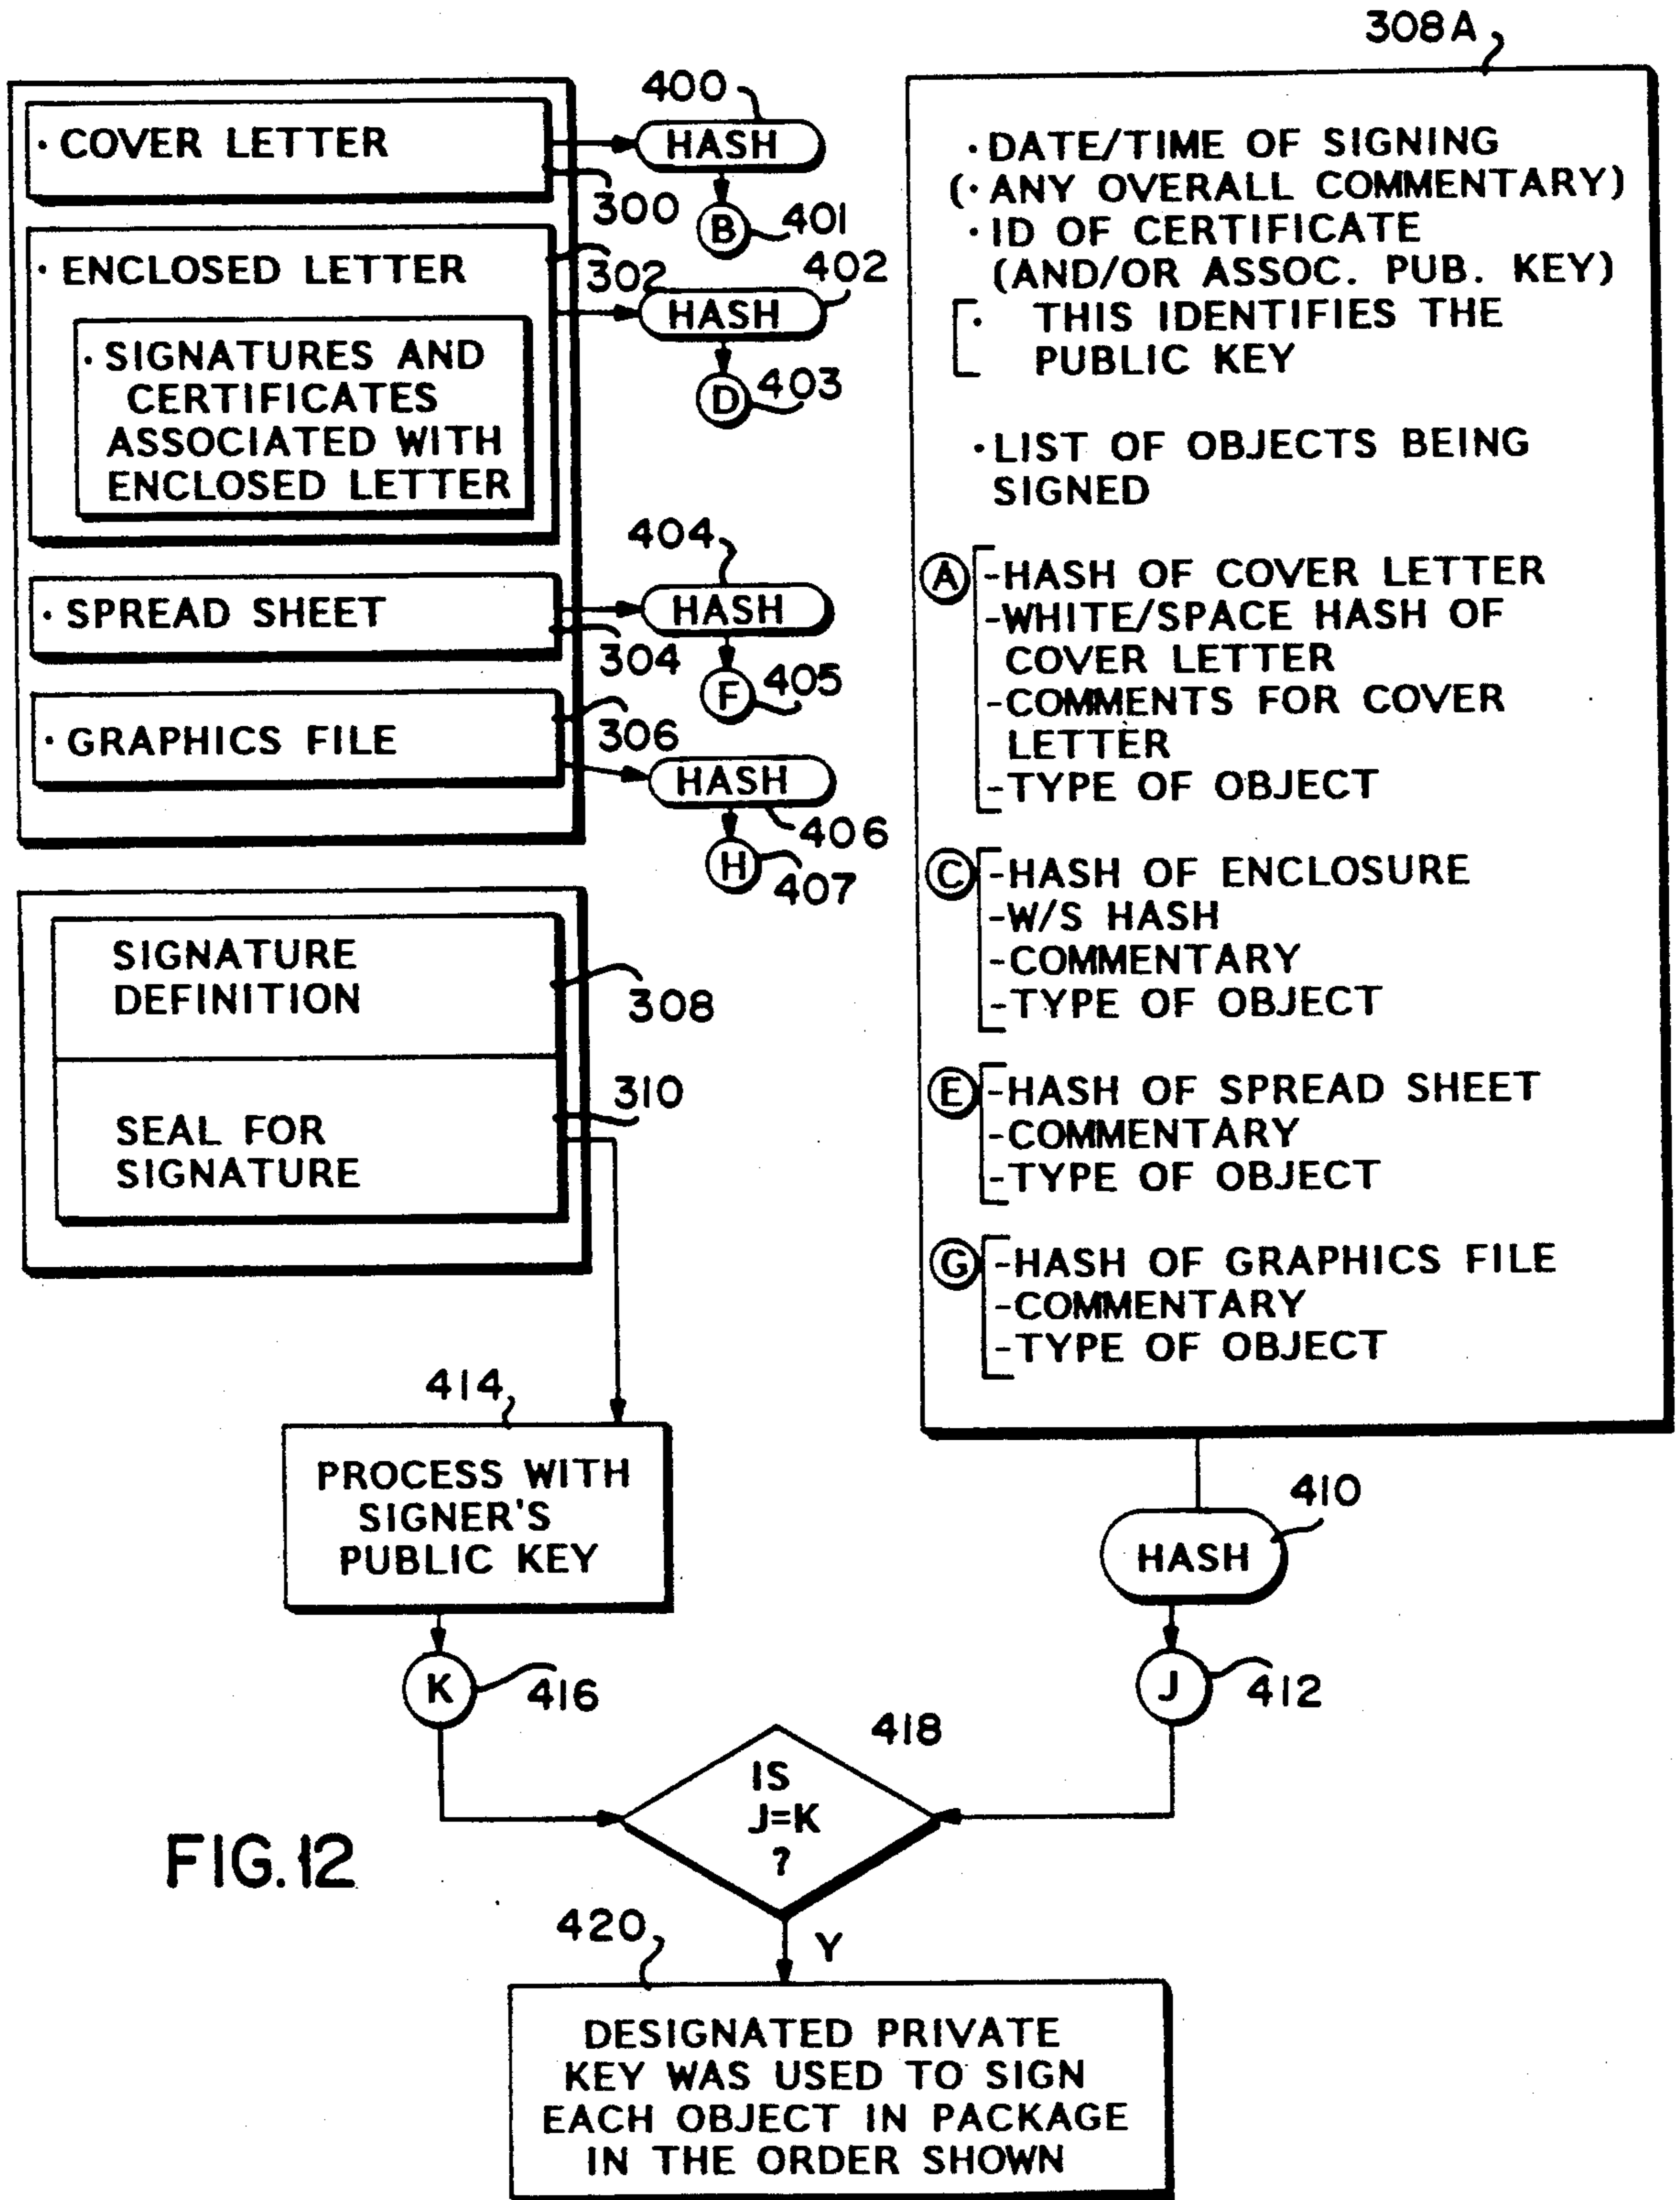 308A
400
· COVER LETTER
HASH
300
B
401
· ENCLOSED LETTER
302
402
HASH
· SIGNATURES AND
CERTIFICATES
ASSOCIATED WITH
ENCLOSED LETTER
D
403
404
· SPREAD SHEET
HASH
304
F
405
· GRAPHICS FILE
306
HASH
406
H
407
SIGNATURE
DEFINITION
308
SEAL FOR
SIGNATURE
310
· DATE/TIME OF SIGNING
(· ANY OVERALL COMMENTARY)
· ID OF CERTIFICATE
(AND/OR ASSOC. PUB. KEY)
[· THIS IDENTIFIES THE
PUBLIC KEY
· LIST OF OBJECTS BEING
SIGNED
A
-HASH OF COVER LETTER
-WHITE/SPACE HASH OF
COVER LETTER
-COMMENTS FOR COVER
LETTER
-TYPE OF OBJECT
C
-HASH OF ENCLOSURE
-W/S HASH
-COMMENTARY
-TYPE OF OBJECT
E
-HASH OF SPREAD SHEET
-COMMENTARY
-TYPE OF OBJECT
G
-HASH OF GRAPHICS FILE
-COMMENTARY
-TYPE OF OBJECT
414
PROCESS WITH
SIGNER'S
PUBLIC KEY
410
HASH
K
416
J
412
418
IS
J=K
?
FIG.12
420
Y
DESIGNATED PRIVATE
KEY WAS USED TO SIGN
EACH OBJECT IN PACKAGE
IN THE ORDER SHOWN